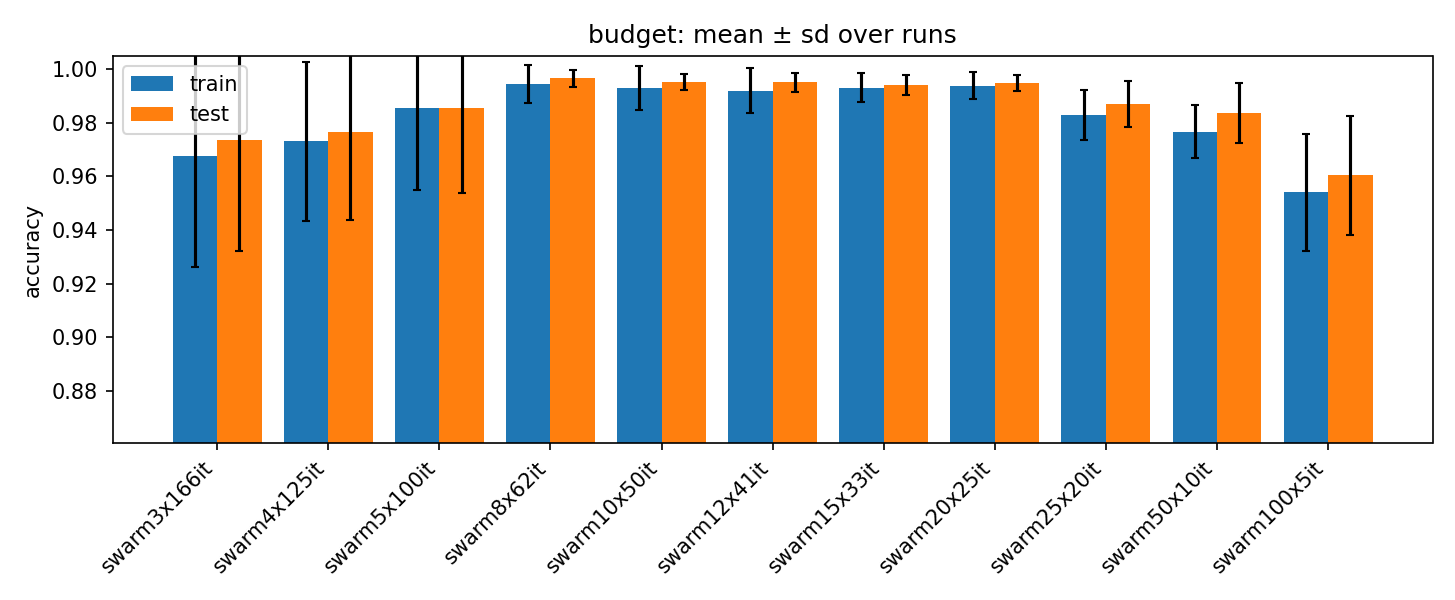 budget: mean ± sd over runs
train
test
accuracy
1.00
0.98
0.96
0.94
0.92
0.90
0.88
swarm3x166it
swarm4x125it
swarm5x100it
swarm8x62it
swarm10x50it
swarm12x41it
swarm15x33it
swarm20x25it
swarm25x20it
swarm50x10it
swarm100x5it